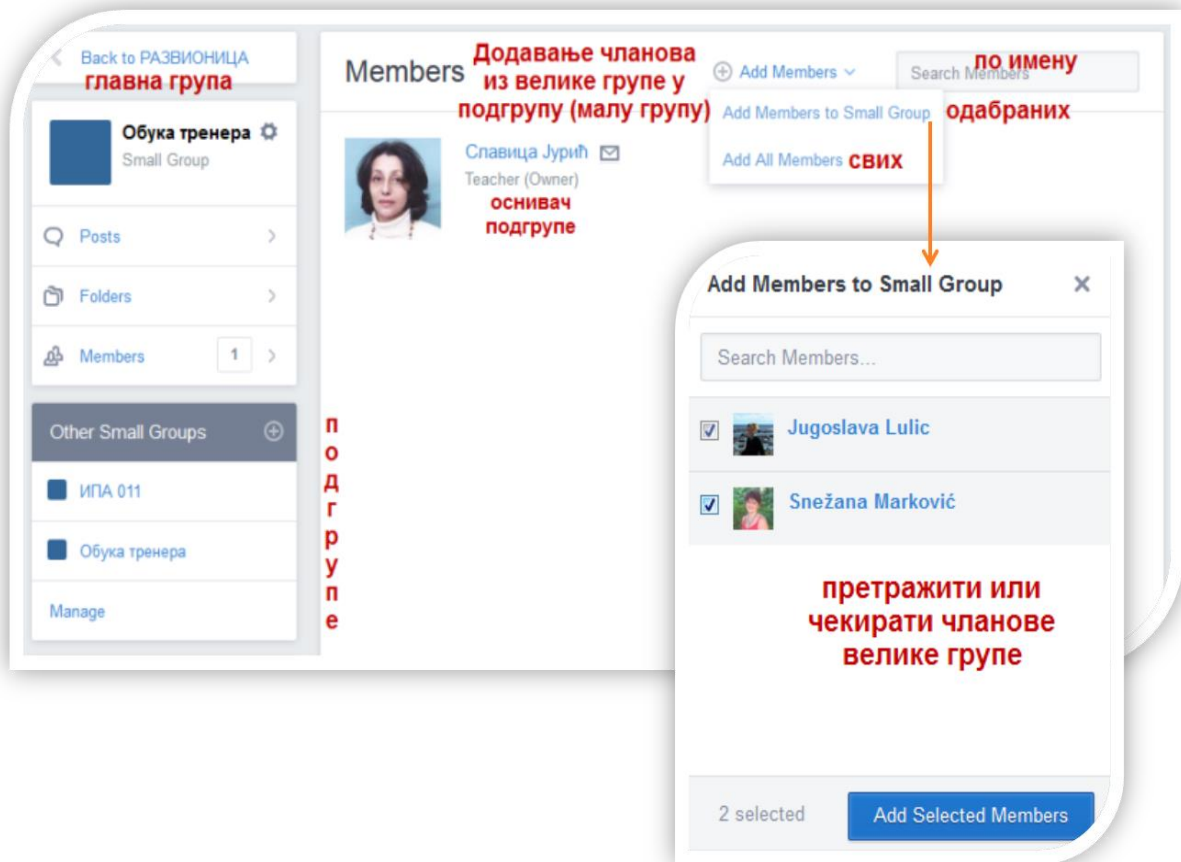 Back to РАЗВИОНИЦА
главна група
Обука тренера
Small Group
Posts
Folders
Members 1
Other Small Groups
ИПА 011
Обука тренера
Manage
подгрупе
Members
Додавање чланова
из велике групе у
подгрупу (малу групу)
Add Members
Search Members
по имену
Add Members to Small Group
одабраних
Add All Members
свих
Славица Јурић
Teacher (Owner)
оснивач
подгрупе
Add Members to Small Group
Search Members...
Jugoslava Lulic
Snežana Marković
претражити или
чекирати чланове
велике групе
2 selected
Add Selected Members